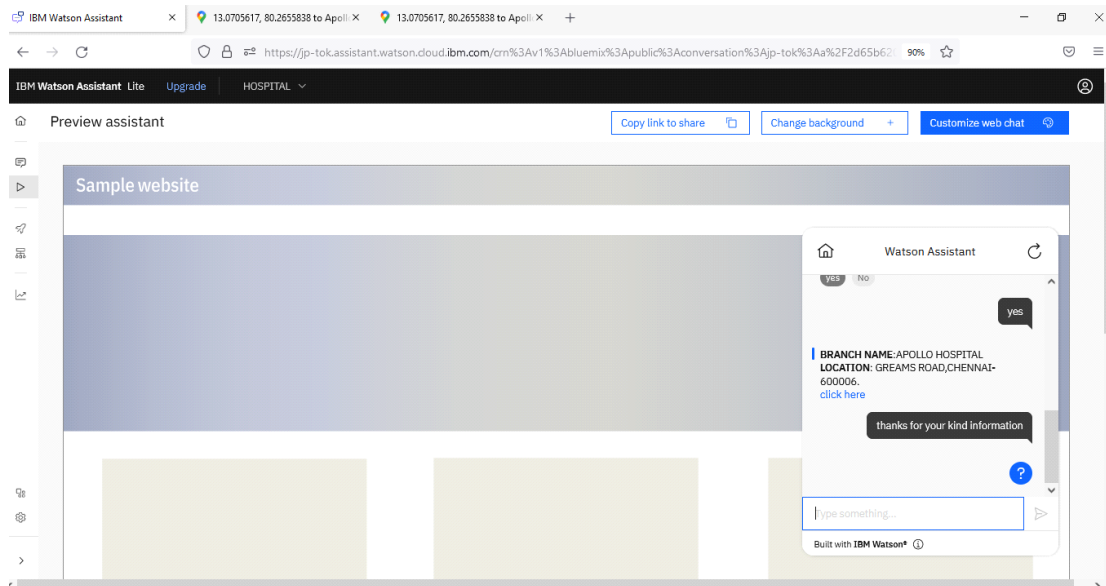 IBM Watson Assistant
13.0705617, 80.2655838 to Apoll
13.0705617, 80.2655838 to Apoll
https://jp-tok.assistant.watson.cloud.ibm.com/crn%3Av1%3Abluemix%3Apublic%3Aconversation%3Ajp-tok%3Aa%2F2d65b62
90%
IBM Watson Assistant Lite Upgrade HOSPITAL
Preview assistant
Copy link to share
Change background +
Customize web chat
Sample website
Watson Assistant
yes No
yes
BRANCH NAME:APOLLO HOSPITAL
LOCATION: GREAMS ROAD,CHENNAI-
600006.
click here
thanks for your kind information
?
Type something...
Built with IBM Watson®